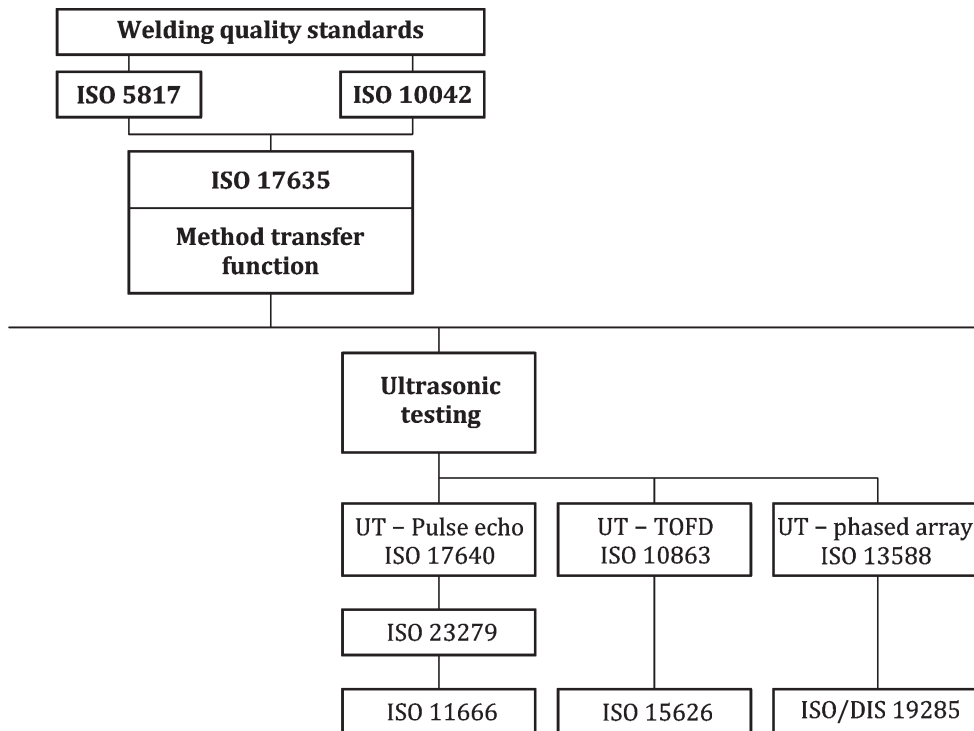 Welding quality standards
ISO 5817
ISO 10042
ISO 17635
Method transfer
function
Ultrasonic
testing
UT – Pulse echo
ISO 17640
UT – TOFD
ISO 10863
UT – phased array
ISO 13588
ISO 23279
ISO 11666
ISO 15626
ISO/DIS 19285